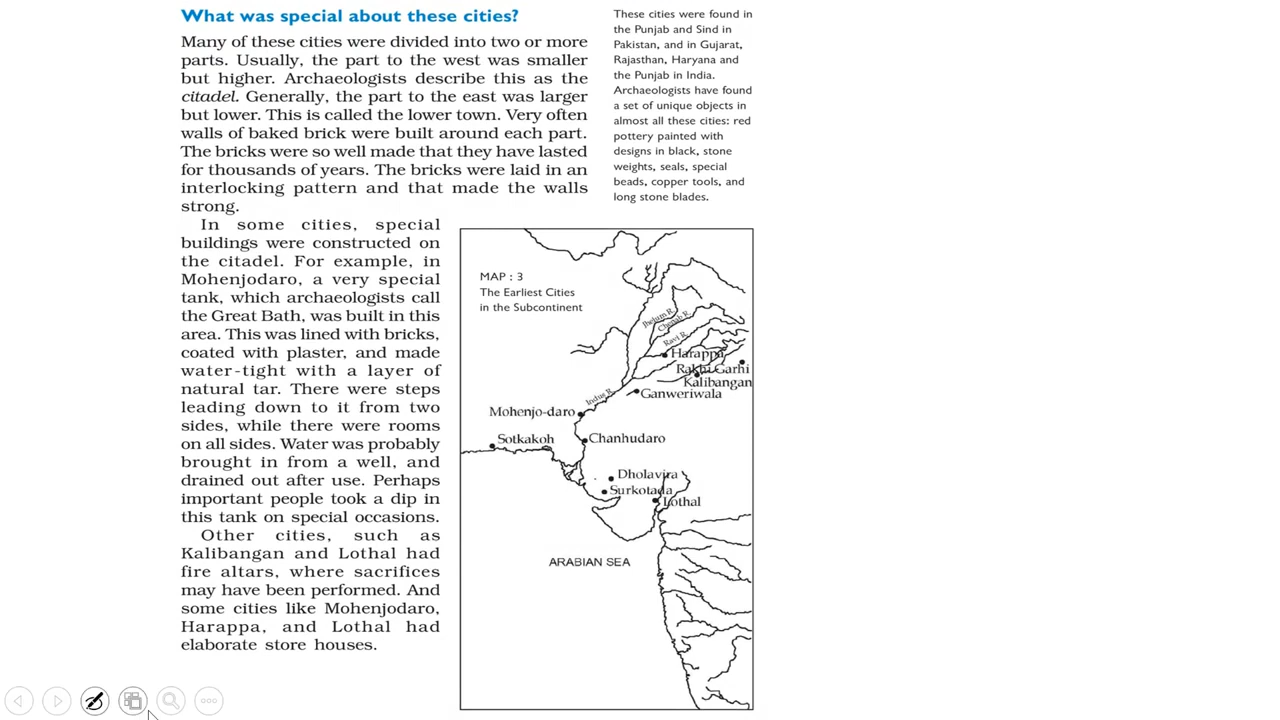 What was special about these cities?
Many of these cities were divided into two or more
parts. Usually, the part to the west was smaller
but higher. Archaeologists describe this as the
citadel. Generally, the part to the east was larger
but lower. This is called the lower town. Very often
walls of baked brick were built around each part.
The bricks were so well made that they have lasted
for thousands of years. The bricks were laid in an
interlocking pattern and that made the walls
strong.
In some cities, special
buildings were constructed on
the citadel. For example, in
Mohenjodaro, a very special
tank, which archaeologists call
the Great Bath, was built in this
area. This was lined with bricks,
coated with plaster, and made
water-tight with a layer of
natural tar. There were steps
leading down to it from two
sides, while there were rooms
on all sides. Water was probably
brought in from a well, and
drained out after use. Perhaps
important people took a dip in
this tank on special occasions.
Other cities, such as
Kalibangan and Lothal had
fire altars, where sacrifices
may have been performed. And
some cities like Mohenjodaro,
Harappa, and Lothal had
elaborate store houses.
These cities were found in
the Punjab and Sind in
Pakistan, and in Gujarat,
Rajasthan, Haryana and
the Punjab in India.
Archaeologists have found
a set of unique objects in
almost all these cities: red
pottery painted with
designs in black, stone
weights, seals, special
beads, copper tools, and
long stone blades.
MAP : 3
The Earliest Cities
in the Subcontinent
Jhelum R.
Chenab R.
Ravi R.
Harappa
Rakhi Garhi
Kalibangan
Ganweriwala
Indus R.
Mohenjo-daro
Sotkakoh
Chanhudaro
Dholavira
Surkotada
Lothal
ARABIAN SEA